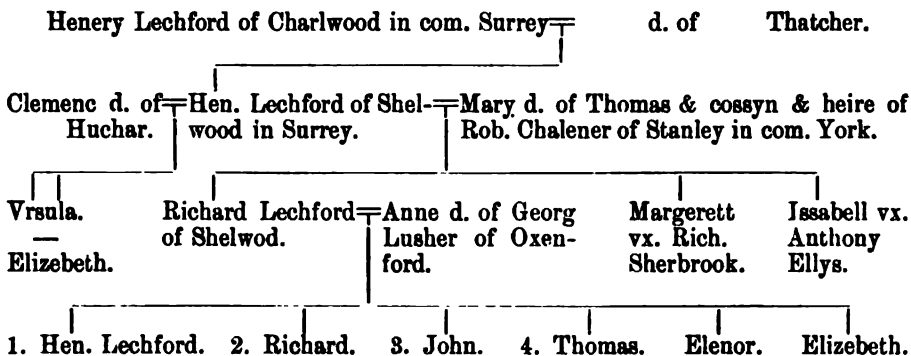 Henery Lechford of Charlwood in com. Surrey d. of Thatcher.
Clemenc d. of Hen. Lechford of Shel- Mary d. of Thomas & cossyn & heire of
Huchar. wood in Surrey. Rob. Chalener of Stanley in com. York.
Vrsula. Richard Lechford Anne d. of Georg Margerett Issabell vx.
— of Shelwod. Lusher of Oxen- vx. Rich. Anthony
Elizebeth. ford. Sherbrook. Ellys.
1. Hen. Lechford. 2. Richard. 3. John. 4. Thomas. Elenor. Elizebeth.